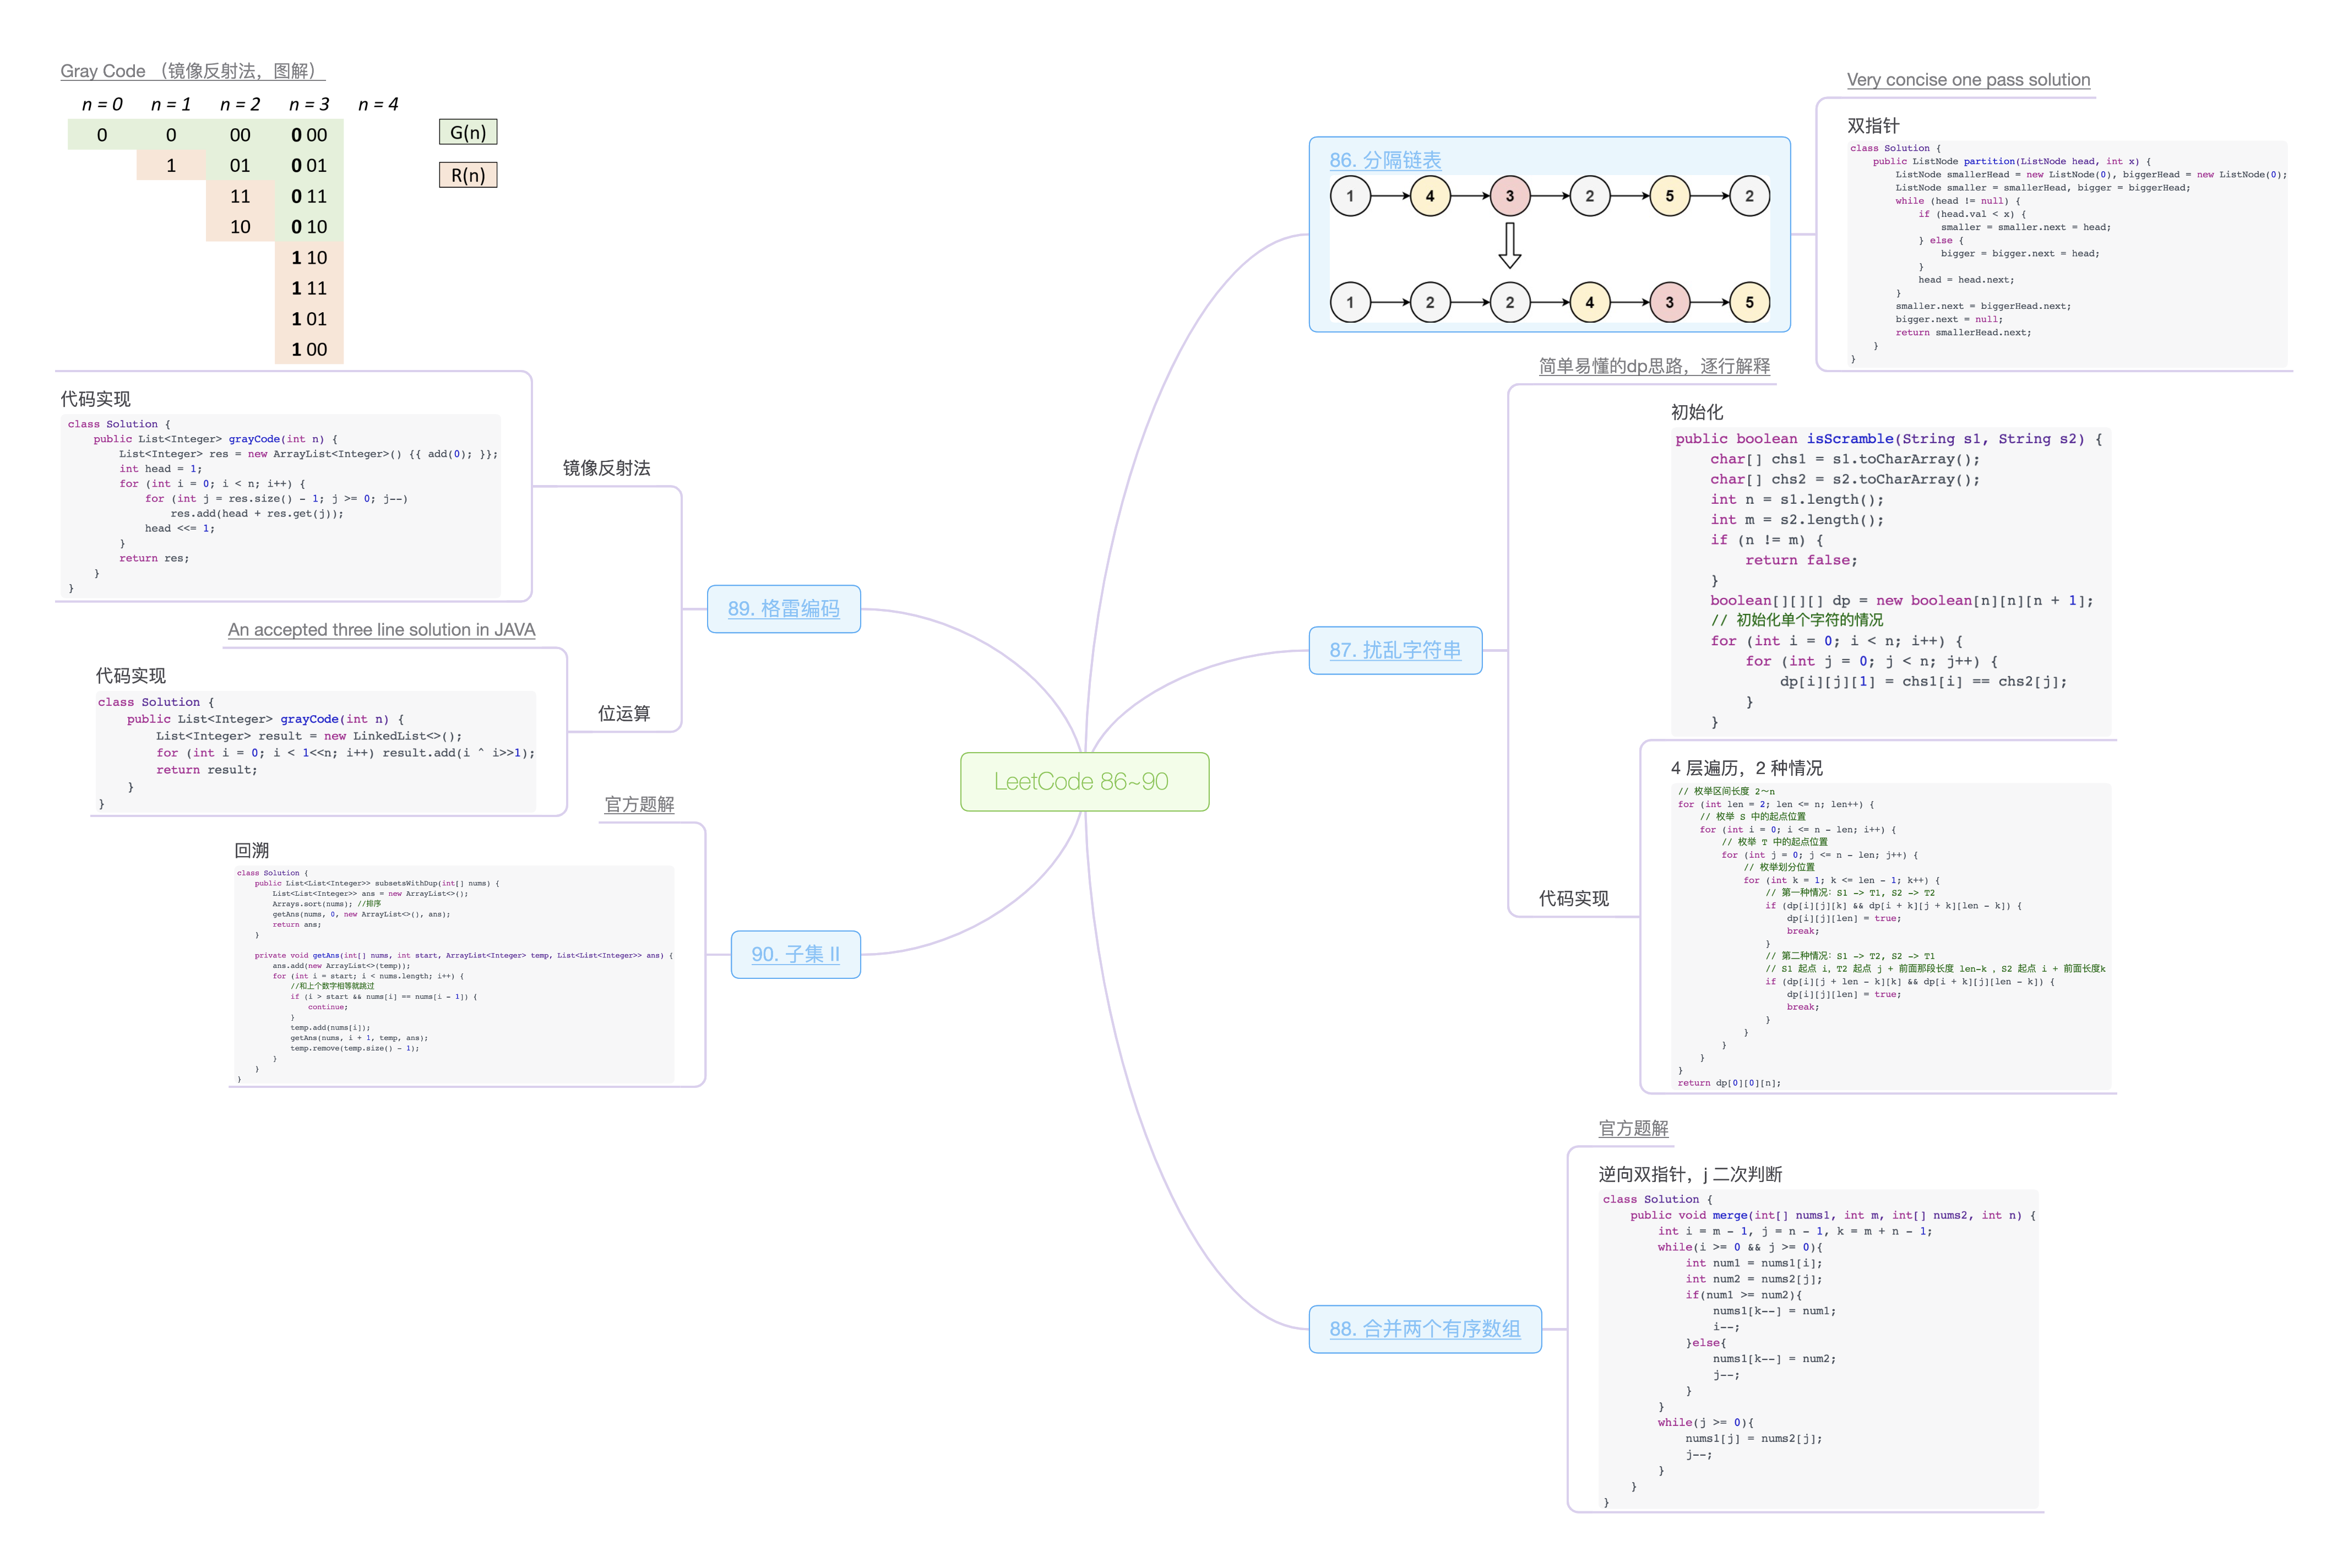 Gray Code （镜像反射法，图解）
n = 0 n = 1 n = 2 n = 3 n = 4
0 0 00 0 00
1 01 0 01
11 0 11
10 0 10
1 10
1 11
1 01
1 00
G(n)
R(n)
代码实现
class Solution {
public List<Integer> grayCode(int n) {
List<Integer> res = new ArrayList<Integer>() {{ add(0); }};
int head = 1;
for (int i = 0; i < n; i++) {
for (int j = res.size() - 1; j >= 0; j--)
res.add(head + res.get(j));
head <<= 1;
}
return res;
}
}
镜像反射法
89. 格雷编码
An accepted three line solution in JAVA
代码实现
class Solution {
public List<Integer> grayCode(int n) {
List<Integer> result = new LinkedList<>();
for (int i = 0; i < 1<<n; i++) result.add(i ^ i>>1);
return result;
}
}
位运算
官方题解
回溯
class Solution {
public List<List<Integer>> subsetsWithDup(int[] nums) {
List<List<Integer>> ans = new ArrayList<>();
Arrays.sort(nums); //排序
getAns(nums, 0, new ArrayList<>(), ans);
return ans;
}
private void getAns(int[] nums, int start, ArrayList<Integer> temp, List<List<Integer>> ans) {
ans.add(new ArrayList<>(temp));
for (int i = start; i < nums.length; i++) {
//和上个数字相等就跳过
if (i > start && nums[i] == nums[i - 1]) {
continue;
}
temp.add(nums[i]);
getAns(nums, i + 1, temp, ans);
temp.remove(temp.size() - 1);
}
}
}
90. 子集 II
LeetCode 86~90
86. 分隔链表
1 4 3 2 5 2
1 2 2 4 3 5
Very concise one pass solution
双指针
class Solution {
public ListNode partition(ListNode head, int x) {
ListNode smallerHead = new ListNode(0), biggerHead = new ListNode(0);
ListNode smaller = smallerHead, bigger = biggerHead;
while (head != null) {
if (head.val < x) {
smaller = smaller.next = head;
} else {
bigger = bigger.next = head;
}
head = head.next;
}
smaller.next = biggerHead.next;
bigger.next = null;
return smallerHead.next;
}
}
87. 扰乱字符串
简单易懂的dp思路，逐行解释
初始化
public boolean isScramble(String s1, String s2) {
char[] chs1 = s1.toCharArray();
char[] chs2 = s2.toCharArray();
int n = s1.length();
int m = s2.length();
if (n != m) {
return false;
}
boolean[][][] dp = new boolean[n][n][n + 1];
// 初始化单个字符的情况
for (int i = 0; i < n; i++) {
for (int j = 0; j < n; j++) {
dp[i][j][1] = chs1[i] == chs2[j];
}
}
代码实现
4 层遍历，2 种情况
// 枚举区间长度 2～n
for (int len = 2; len <= n; len++) {
// 枚举 S 中的起点位置
for (int i = 0; i <= n - len; i++) {
// 枚举 T 中的起点位置
for (int j = 0; j <= n - len; j++) {
// 枚举划分位置
for (int k = 1; k <= len - 1; k++) {
// 第一种情况：S1 -> T1, S2 -> T2
if (dp[i][j][k] && dp[i + k][j + k][len - k]) {
dp[i][j][len] = true;
break;
}
// 第二种情况：S1 -> T2, S2 -> T1
// S1 起点 i，T2 起点 j + 前面那段长度 len-k ，S2 起点 i + 前面长度k
if (dp[i][j + len - k][k] && dp[i + k][j][len - k]) {
dp[i][j][len] = true;
break;
}
}
}
}
}
return dp[0][0][n];
88. 合并两个有序数组
官方题解
逆向双指针，j 二次判断
class Solution {
public void merge(int[] nums1, int m, int[] nums2, int n) {
int i = m - 1, j = n - 1, k = m + n - 1;
while(i >= 0 && j >= 0){
int num1 = nums1[i];
int num2 = nums2[j];
if(num1 >= num2){
nums1[k--] = num1;
i--;
}else{
nums1[k--] = num2;
j--;
}
}
while(j >= 0){
nums1[j] = nums2[j];
j--;
}
}
}